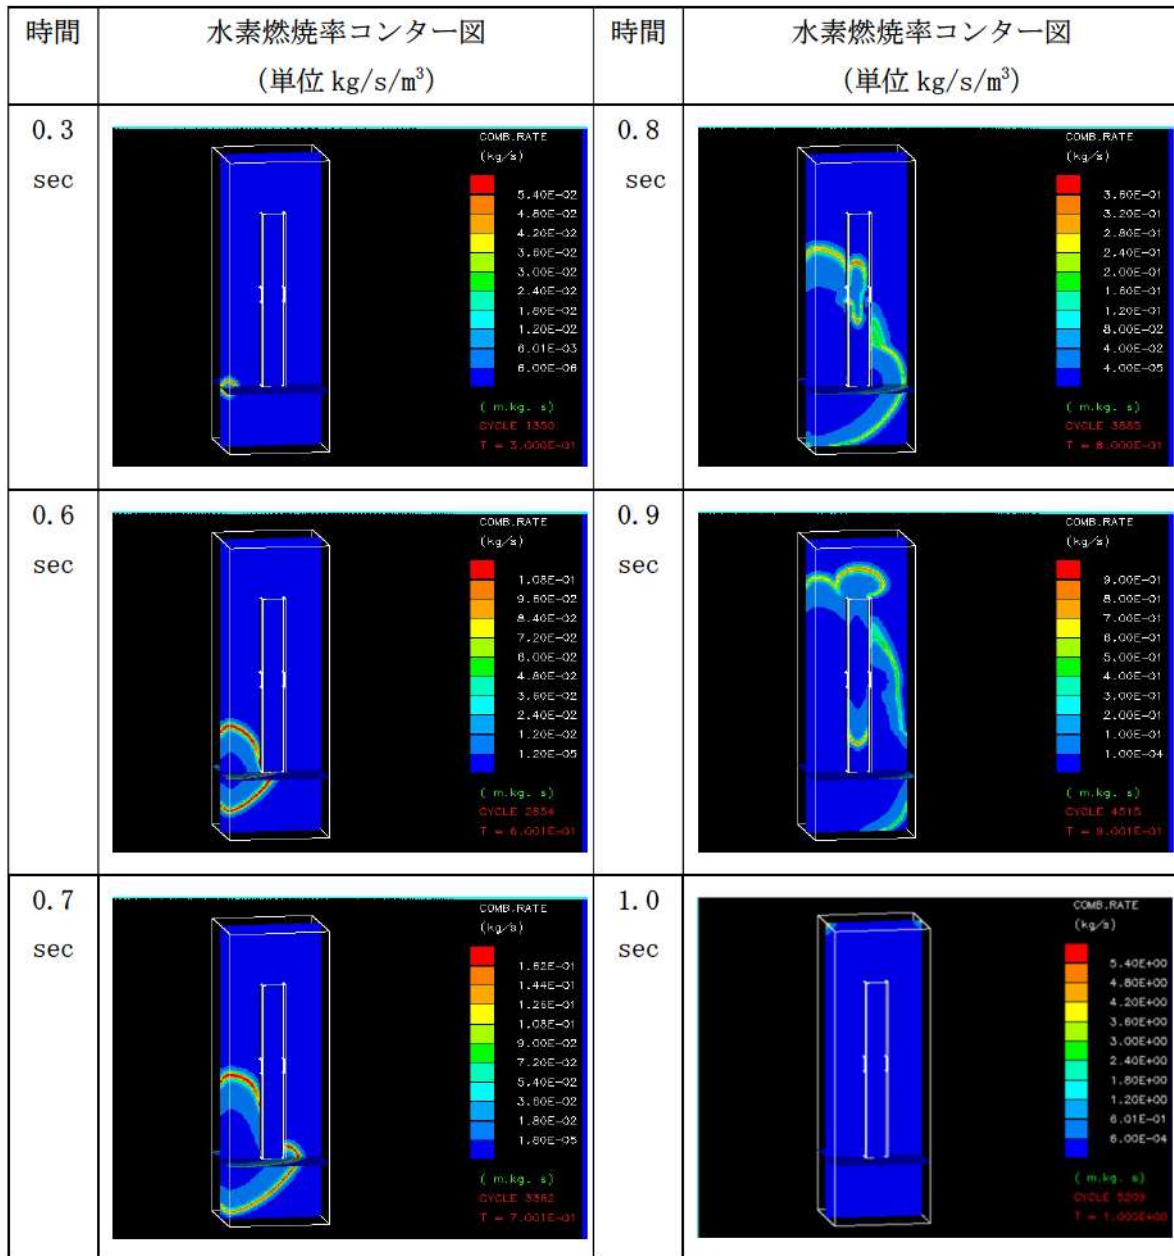 時間
水素燃焼率コンター図
(単位 kg/s/m³)
時間
水素燃焼率コンター図
(単位 kg/s/m³)
0.3
sec
COMB.RATE
(kg/s)
5.40E-02
4.80E-02
4.20E-02
3.60E-02
3.00E-02
2.40E-02
1.80E-02
1.20E-02
6.01E-03
6.00E-06
( m.kg. s)
CYCLE 1350
T = 3.000E-01
0.8
sec
COMB.RATE
(kg/s)
3.60E-01
3.20E-01
2.80E-01
2.40E-01
2.00E-01
1.60E-01
1.20E-01
8.00E-02
4.00E-02
4.00E-05
( m.kg. s)
CYCLE 3885
T = 8.000E-01
0.6
sec
COMB.RATE
(kg/s)
1.08E-01
9.60E-02
8.40E-02
7.20E-02
6.00E-02
4.80E-02
3.60E-02
2.40E-02
1.20E-02
1.20E-05
( m.kg. s)
CYCLE 2854
T = 6.001E-01
0.9
sec
COMB.RATE
(kg/s)
9.00E-01
8.00E-01
7.00E-01
6.00E-01
5.00E-01
4.00E-01
3.00E-01
2.00E-01
1.00E-01
1.00E-04
( m.kg. s)
CYCLE 4515
T = 9.001E-01
0.7
sec
COMB.RATE
(kg/s)
1.62E-01
1.44E-01
1.26E-01
1.08E-01
9.00E-02
7.20E-02
5.40E-02
3.60E-02
1.80E-02
1.80E-05
( m.kg. s)
CYCLE 3382
T = 7.001E-01
1.0
sec
COMB.RATE
(kg/s)
5.40E+00
4.80E+00
4.20E+00
3.60E+00
3.00E+00
2.40E+00
1.80E+00
1.20E+00
6.01E-01
6.00E-04
( m.kg. s)
CYCLE 5209
T = 1.000E+00